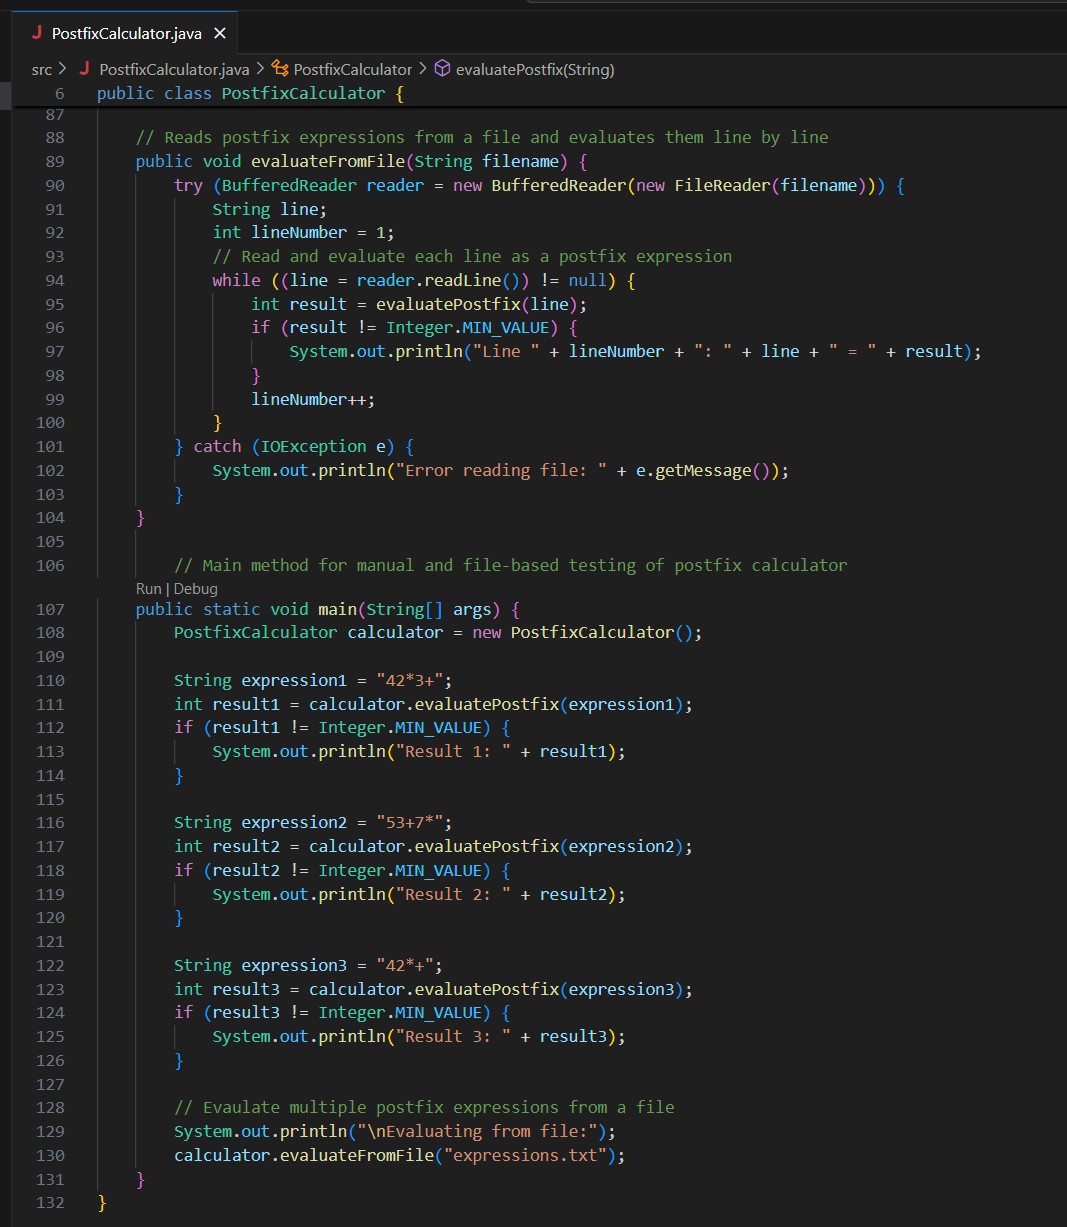 J PostfixCalculator.java ×
src > J PostfixCalculator.java > PostfixCalculator > evaluatePostfix(String)
6 public class PostfixCalculator {
87
88     // Reads postfix expressions from a file and evaluates them line by line
89     public void evaluateFromFile(String filename) {
90         try (BufferedReader reader = new BufferedReader(new FileReader(filename))) {
91             String line;
92             int lineNumber = 1;
93             // Read and evaluate each line as a postfix expression
94             while ((line = reader.readLine()) != null) {
95                 int result = evaluatePostfix(line);
96                 if (result != Integer.MIN_VALUE) {
97                     System.out.println("Line " + lineNumber + ": " + line + " = " + result);
98                 }
99                 lineNumber++;
100             }
101         } catch (IOException e) {
102             System.out.println("Error reading file: " + e.getMessage());
103         }
104     }
105
106         // Main method for manual and file-based testing of postfix calculator
Run | Debug
107     public static void main(String[] args) {
108         PostfixCalculator calculator = new PostfixCalculator();
109
110         String expression1 = "42*3+";
111         int result1 = calculator.evaluatePostfix(expression1);
112         if (result1 != Integer.MIN_VALUE) {
113             System.out.println("Result 1: " + result1);
114         }
115
116         String expression2 = "53+7*";
117         int result2 = calculator.evaluatePostfix(expression2);
118         if (result2 != Integer.MIN_VALUE) {
119             System.out.println("Result 2: " + result2);
120         }
121
122         String expression3 = "42*+";
123         int result3 = calculator.evaluatePostfix(expression3);
124         if (result3 != Integer.MIN_VALUE) {
125             System.out.println("Result 3: " + result3);
126         }
127
128         // Evaulate multiple postfix expressions from a file
129         System.out.println("\nEvaluating from file:");
130         calculator.evaluateFromFile("expressions.txt");
131     }
132 }